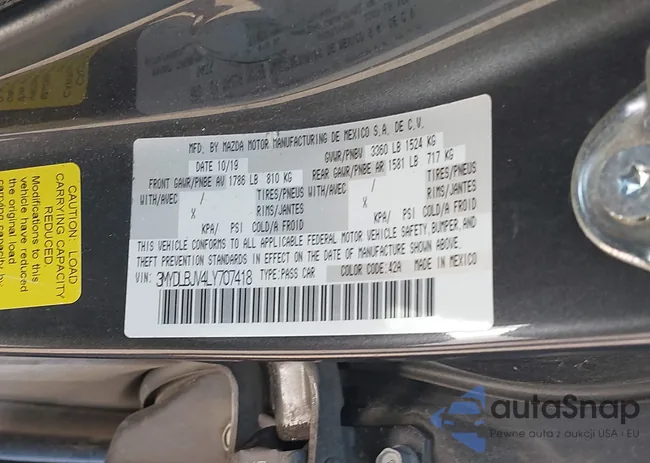 MFD. BY MAZDA MOTOR MANUFACTURING DE MEXICO S.A. DE C.V.
DATE 10/19 GVWR/PNBV 3360 LB 1524 KG
FRONT GAWR/PNBE AV 1786 LB 810 KG REAR GAWR/PNBE AR 1581 LB 717 KG
WITH/AVEC / TIRES/PNEUS WITH/AVEC / TIRES/PNEUS
X RIMS/JANTES X RIMS/JANTES
KPA/ PSI COLD/A FROID KPA/ PSI COLD/A FROID
THIS VEHICLE CONFORMS TO ALL APPLICABLE FEDERAL MOTOR VEHICLE SAFETY, BUMPER, AND
THEFT PREVENTION STANDARDS IN EFFECT ON THE DATE OF MANUFACTURE SHOWN ABOVE.
VIN: 3MYDLBJV4LY707418 TYPE:PASS CAR COLOR CODE:42A MADE IN MEXICO
CAUTION: LOAD
CARRYING CAPACITY
REDUCED.
Modifications to
this vehicle have
reduced
the original load
carrying capacity by
autaSnap
Pewne auta z aukcji USA i EU